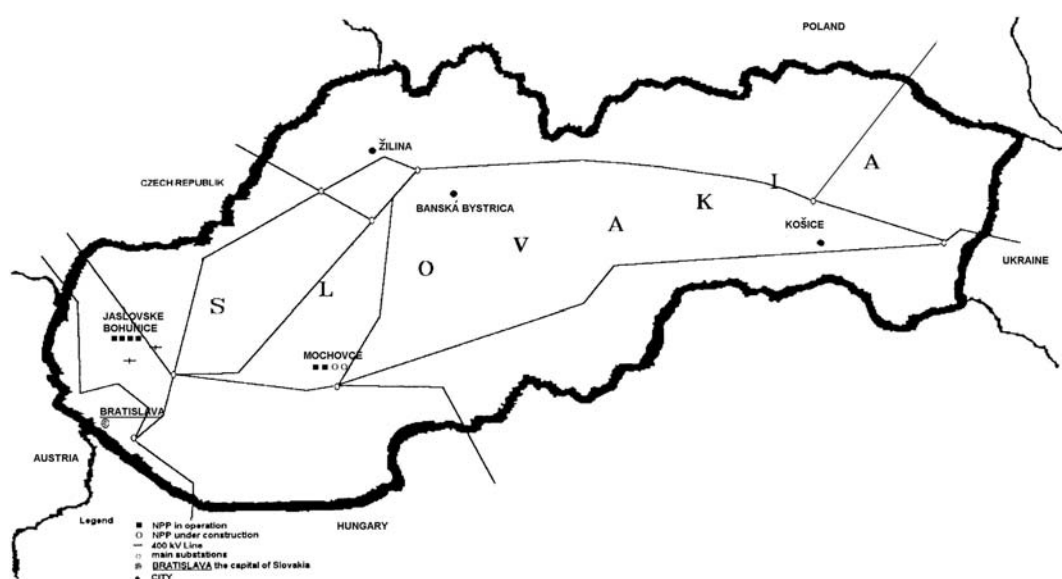 POLAND
ŽILINA
CZECH REPUBLIK
BANSKÁ BYSTRICA
KOŠICE
UKRAINE
S L O V A K I A
JASLOVSKE
BOHUNICE
MOCHOVCE
BRATISLAVA
AUSTRIA
HUNGARY
Legend
NPP in operation
NPP under construction
400 kV Line
main substations
BRATISLAVA the capital of Slovakia
CITY